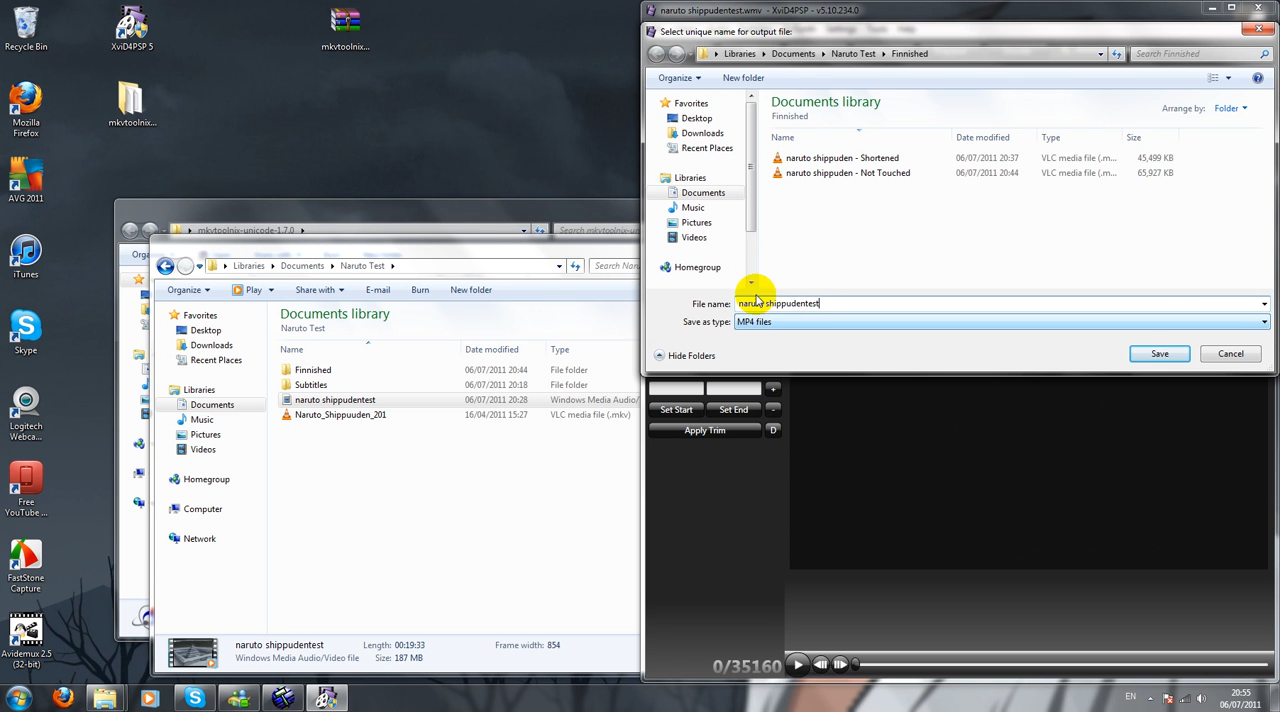 Recycle Bin
XviD4PSP 5
mkvtoolnix...
Mozilla
Firefox
mkvtoolnix...
AVG 2011
iTunes
Skype
Logitech
Webca...
Free
YouTube ...
FastStone
Capture
Avidemux 2.5
(32-bit)
mkvtoolnix-unicode-1.7.0
Search mkvtoolnix-u...
Orga
Libraries
Documents
Naruto Test
Search Naru
Organize
Play
Share with
E-mail
Burn
New folder
Favorites
Desktop
Downloads
Recent Places
Libraries
Documents
Music
Pictures
Videos
Homegroup
Computer
Network
Documents library
Naruto Test
Name
Date modified
Type
Finnished
06/07/2011 20:44
File folder
Subtitles
06/07/2011 20:18
File folder
naruto shippudentest
06/07/2011 20:28
Windows Media Audio/
Naruto_Shippuuden_201
16/04/2011 15:27
VLC media file (.mkv)
naruto shippudentest
Length: 00:19:33
Frame width: 854
Windows Media Audio/Video file
Size: 187 MB
naruto shippudentest.wmv - XviD4PSP - v5.10.234.0
Select unique name for output file:
Libraries
Documents
Naruto Test
Finnished
Search Finnished
Organize
New folder
Favorites
Desktop
Downloads
Recent Places
Libraries
Documents
Music
Pictures
Videos
Homegroup
Documents library
Finnished
Arrange by: Folder
Name
Date modified
Type
Size
naruto shippuden - Shortened
06/07/2011 20:37
VLC media file (.m...
45,499 KB
naruto shippuden - Not Touched
06/07/2011 20:44
VLC media file (.m...
65,927 KB
File name: naruto shippudentest
Save as type: MP4 files
Hide Folders
Save
Cancel
+
Set Start
Set End
-
Apply Trim
D
0/35160
EN
20:55
06/07/2011